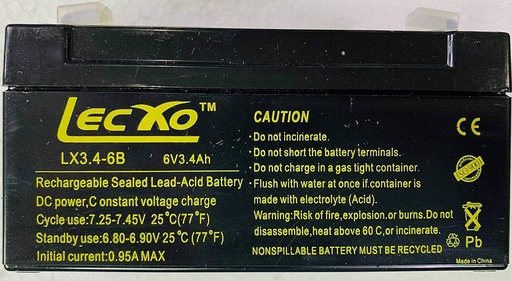 LECXO™
LX3.4-6B 6V3.4Ah
Rechargeable Sealed Lead-Acid Battery
DC power,C onstant voltage charge
Cycle use:7.25-7.45V 25°C(77°F)
Standby use:6.80-6.90V 25°C(77°F)
Initial current:0.95A MAX
CAUTION
·Do not incinerate.
·Do not short the battery terminals.
·Do not charge in a gas tight container.
·Flush with water at once if container is
made with electrolyte (Acid).
Warning:Risk of fire,explosion.or burns.Do not
disassemble,heat above 60 C,or incinerate.
NONSPILLABLE BATTERY MUST BE RECYCLED
CE
ISO 9001
Pb
Made in China